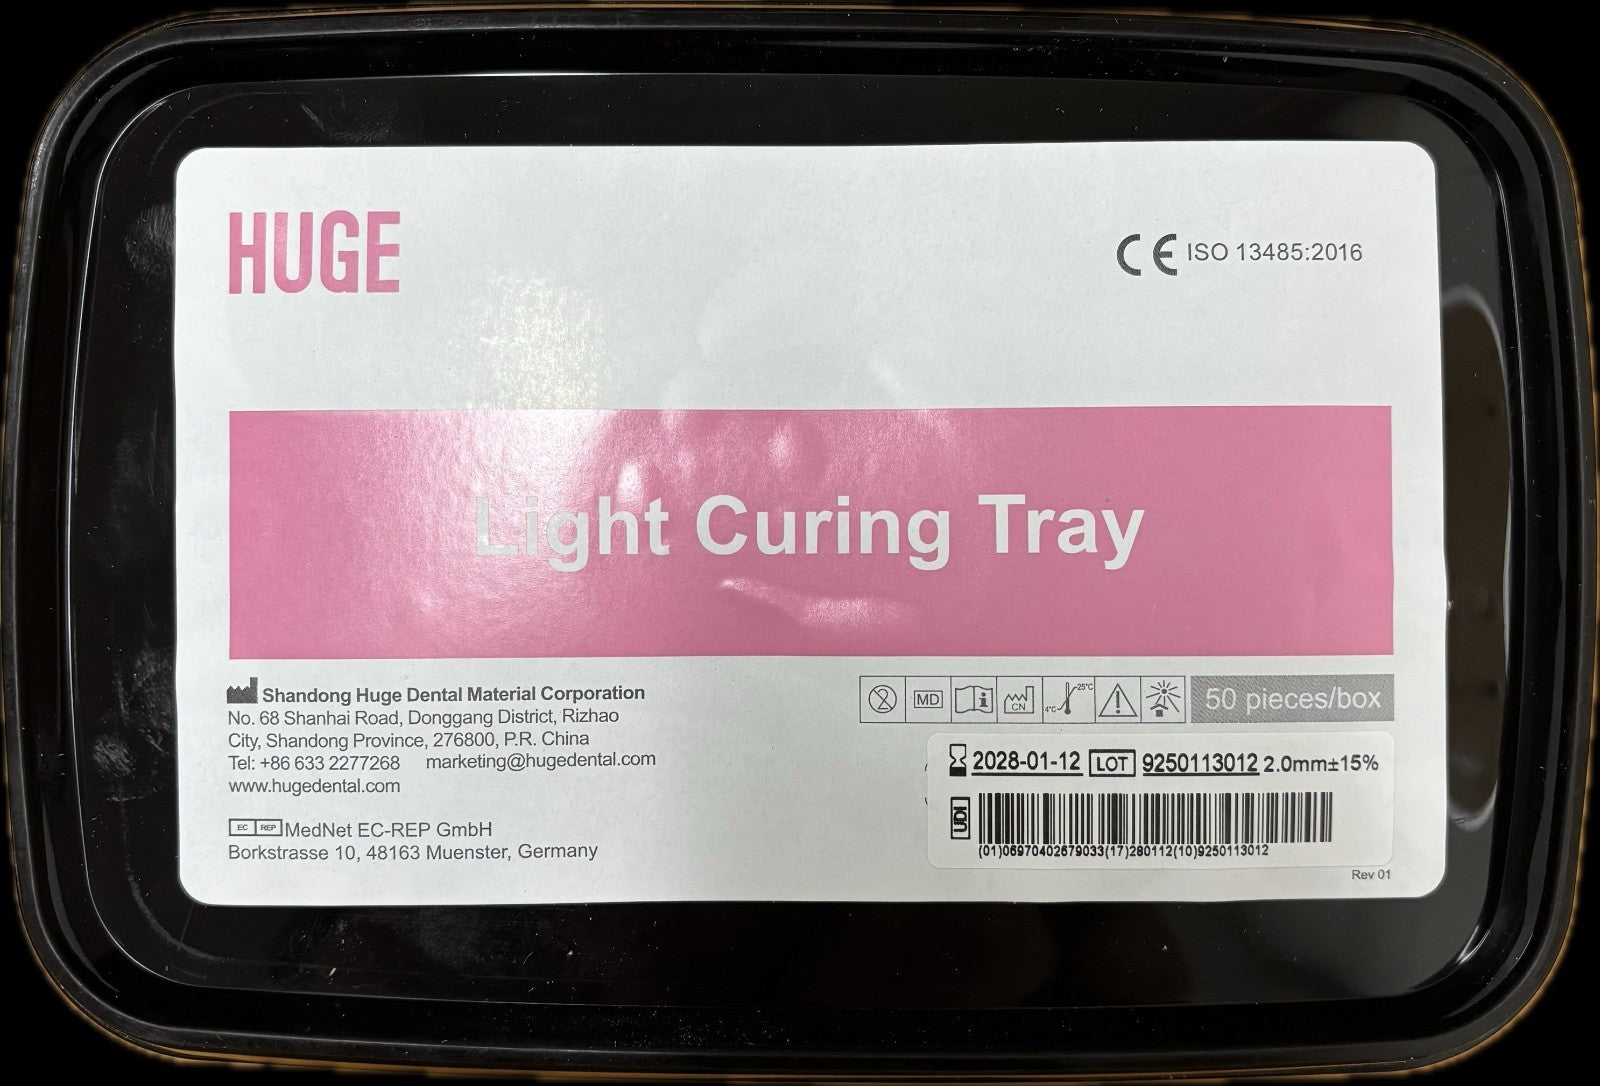 HUGE
CE ISO 13485:2016
Light Curing Tray
Shandong Huge Dental Material Corporation
No. 68 Shanhai Road, Donggang District, Rizhao
City, Shandong Province, 276800, P.R. China
Tel: +86 633 2277268 marketing@hugedental.com
www.hugedental.com
EC REP MedNet EC-REP GmbH
Borkstrasse 10, 48163 Muenster, Germany
2 MD i CN 4°C 25°C 50 pieces/box
2028-01-12 LOT 9250113012 2.0mm±15%
UDI
(01)06970402679033(17)280112(10)9250113012
Rev 01